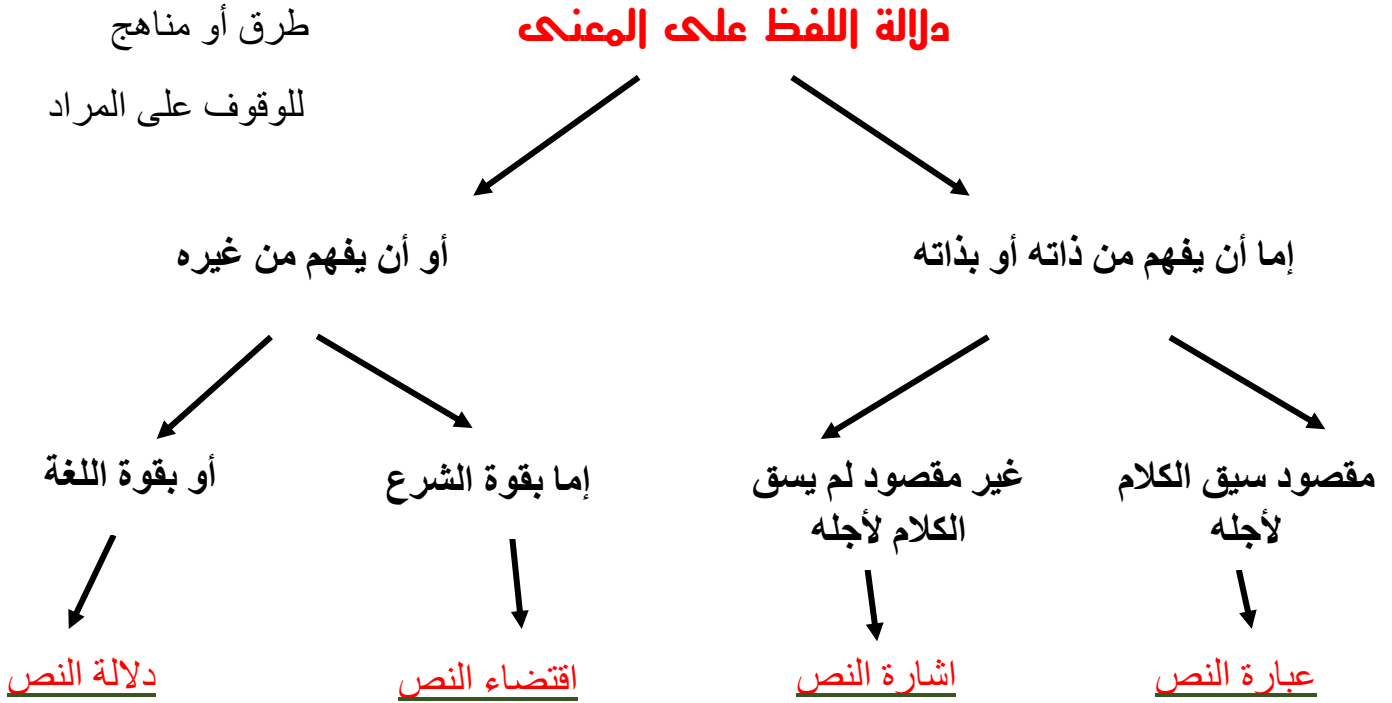 دلالة اللفظ على المعنى
طرق أو مناهج
للوقوف على المراد
إما أن يفهم من ذاته أو بذاته
أو أن يفهم من غيره
مقصود سيق الكلام
لأجله
غير مقصود لم يسق
الكلام لأجله
إما بقوة الشرع
أو بقوة اللغة
عبارة النص
اشارة النص
اقتضاء النص
دلالة النص